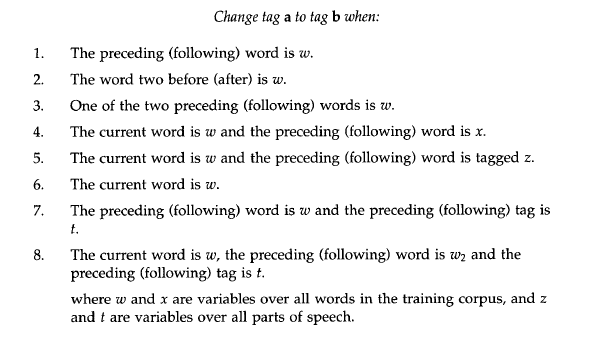 Change tag a to tag b when:
1. The preceding (following) word is w.
2. The word two before (after) is w.
3. One of the two preceding (following) words is w.
4. The current word is w and the preceding (following) word is x.
5. The current word is w and the preceding (following) word is tagged z.
6. The current word is w.
7. The preceding (following) word is w and the preceding (following) tag is
t.
8. The current word is w, the preceding (following) word is w₂ and the
preceding (following) tag is t.
where w and x are variables over all words in the training corpus, and z
and t are variables over all parts of speech.